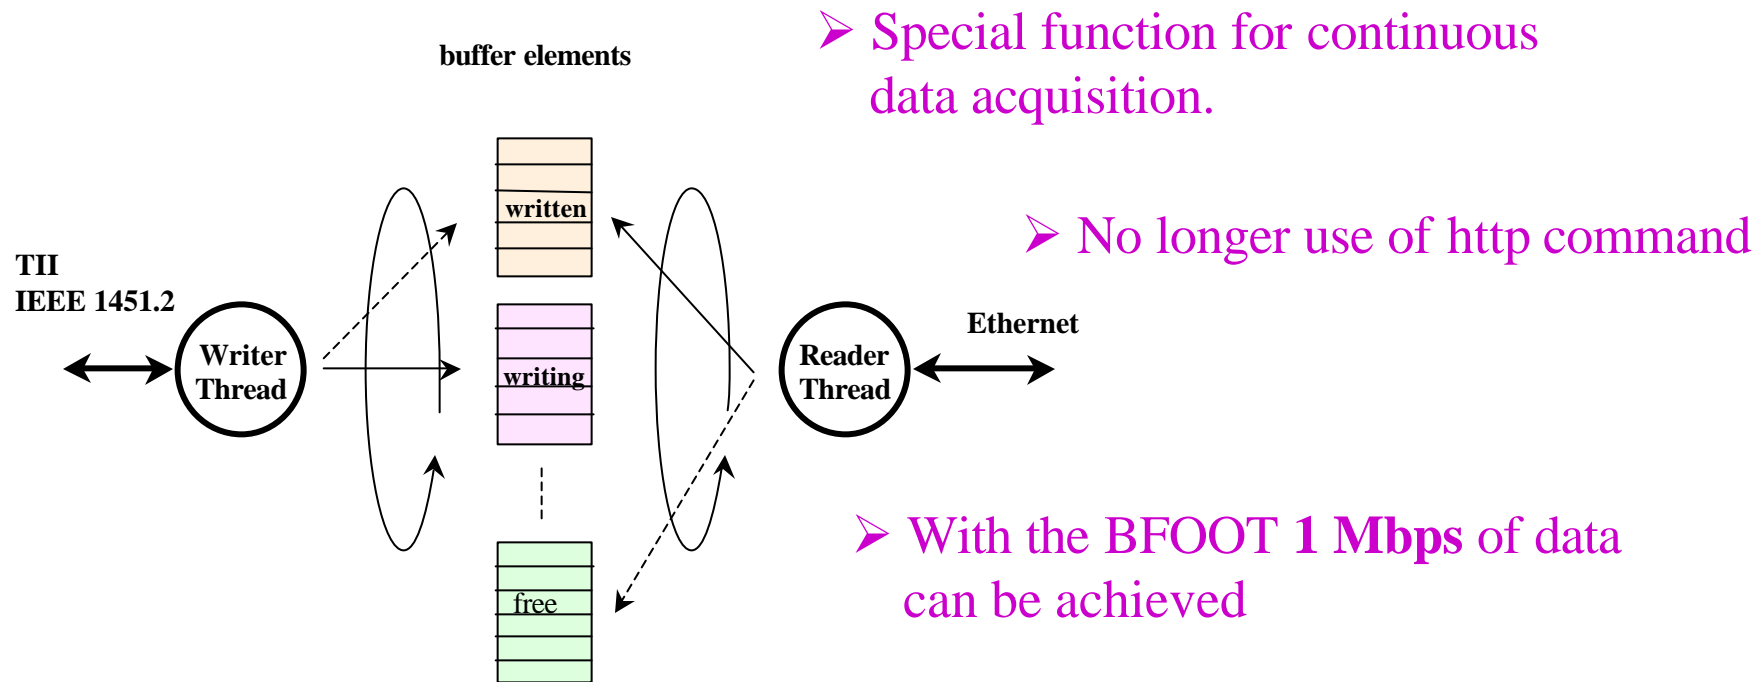 buffer elements
written
TII
IEEE 1451.2
Writer
Thread
writing
free
Reader
Thread
Ethernet
➢ Special function for continuous
data acquisition.
➢ No longer use of http command
➢ With the BFOOT 1 Mbps of data
can be achieved